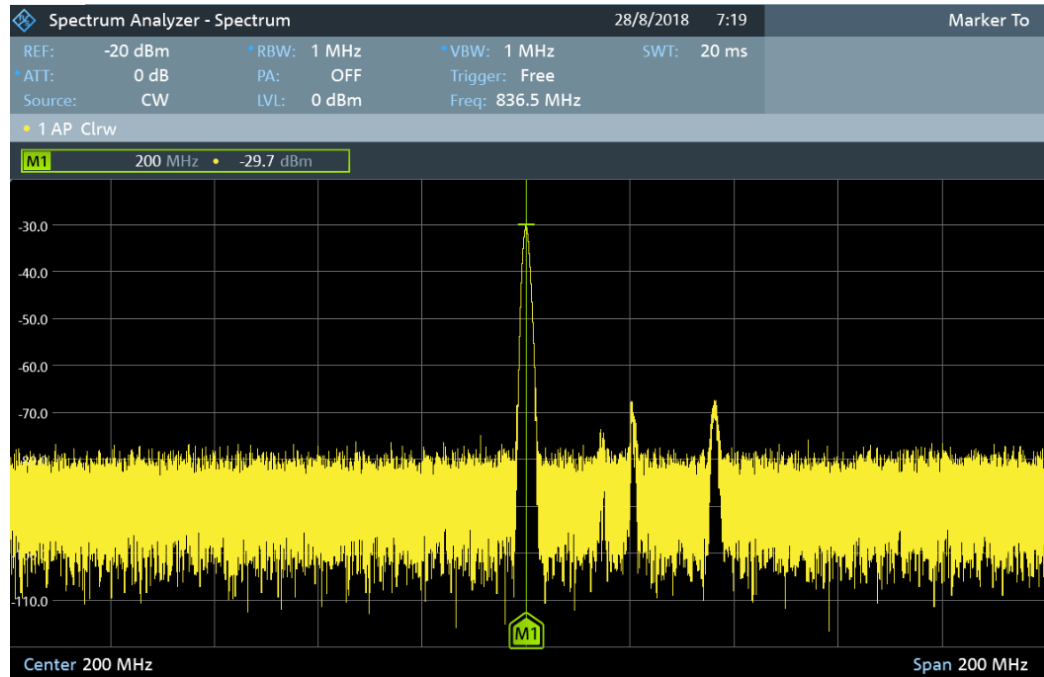 Spectrum Analyzer - Spectrum 28/8/2018 7:19 Marker To
REF: -20 dBm RBW: 1 MHz VBW: 1 MHz SWT: 20 ms
ATT: 0 dB PA: OFF Trigger: Free
Source: CW LVL: 0 dBm Freq: 836.5 MHz
1 AP Clrw
M1 200 MHz • -29.7 dBm
-30.0
-40.0
-50.0
-60.0
-70.0
-110.0
M1
Center 200 MHz Span 200 MHz